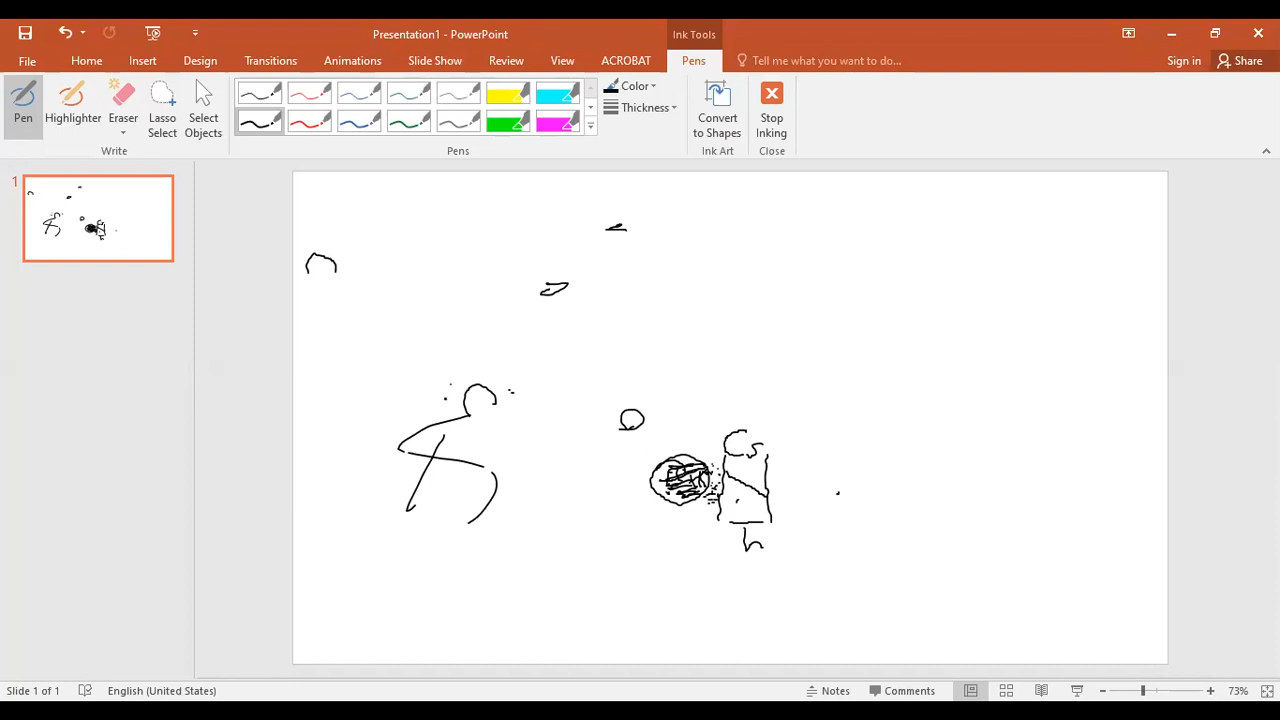 Presentation1 - PowerPoint
Ink Tools
File Home Insert Design Transitions Animations Slide Show Review View ACROBAT Pens Tell me what you want to do... Sign in Share
Pen Highlighter Eraser Lasso Select Select Objects
Color
Thickness
Convert to Shapes
Stop Inking
Write Pens Ink Art Close
1
Slide 1 of 1 English (United States) Notes Comments 73%